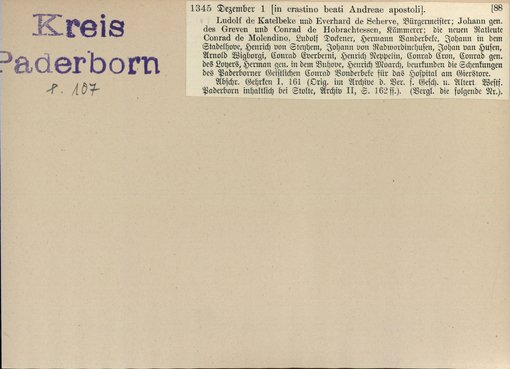 Kreis
Paderborn
S. 107
1345 Dezember 1 [in crastino beati Andreae apostoli]. [88
Ludolf de Katelbeke und Everhard de Scherve, Bürgermeister; Johann gen.
des Greven und Conrad de Hobrachtessen, Kämmerer; die neuen Ratleute
Conrad de Molendino, Ludolf Dockener, Hermann Vanderbeke, Johann in dem
Stadelhove, Henrich von Stenhem, Johann von Radwordinchusen, Johan van Husen,
Arnold Wighorgi, Conrad Everberni, Henrich Reppelin, Conrad Cron, Conrad gen.
des Loyers, Herman gen. in dem Buhove, Henrich Moarch, beurkunden die Schenkungen
des Paderborner Geistlichen Conrad Vonderbeke für das Hospital am Gierstore.
Abschr. Gehrken I, 161 (Orig. im Archive d. Ver. f. Gesch. u. Altert. Westf.
Paderborn inhaltlich bei Stolte, Archiv II, S. 162 ff.). (Vergl. die folgende Nr.).